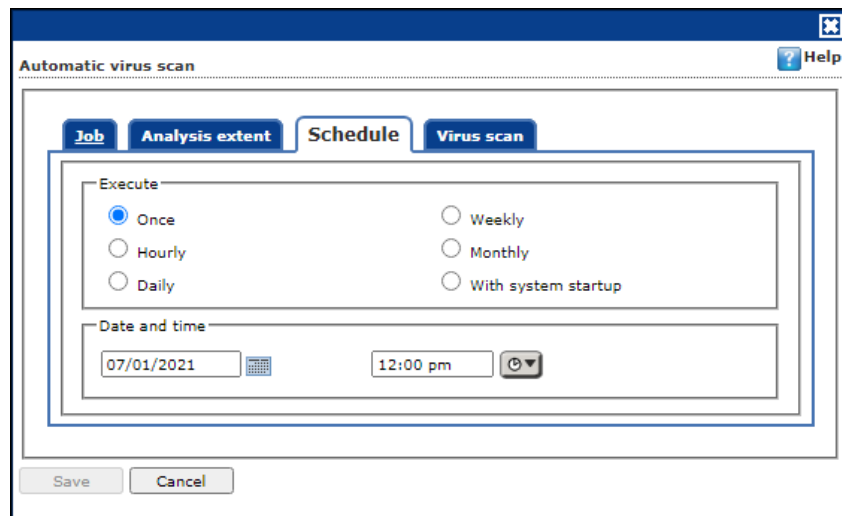 Automatic virus scan
? Help
Job Analysis extent Schedule Virus scan
Execute
Once Weekly
Hourly Monthly
Daily With system startup
Date and time
07/01/2021 12:00 pm
Save Cancel